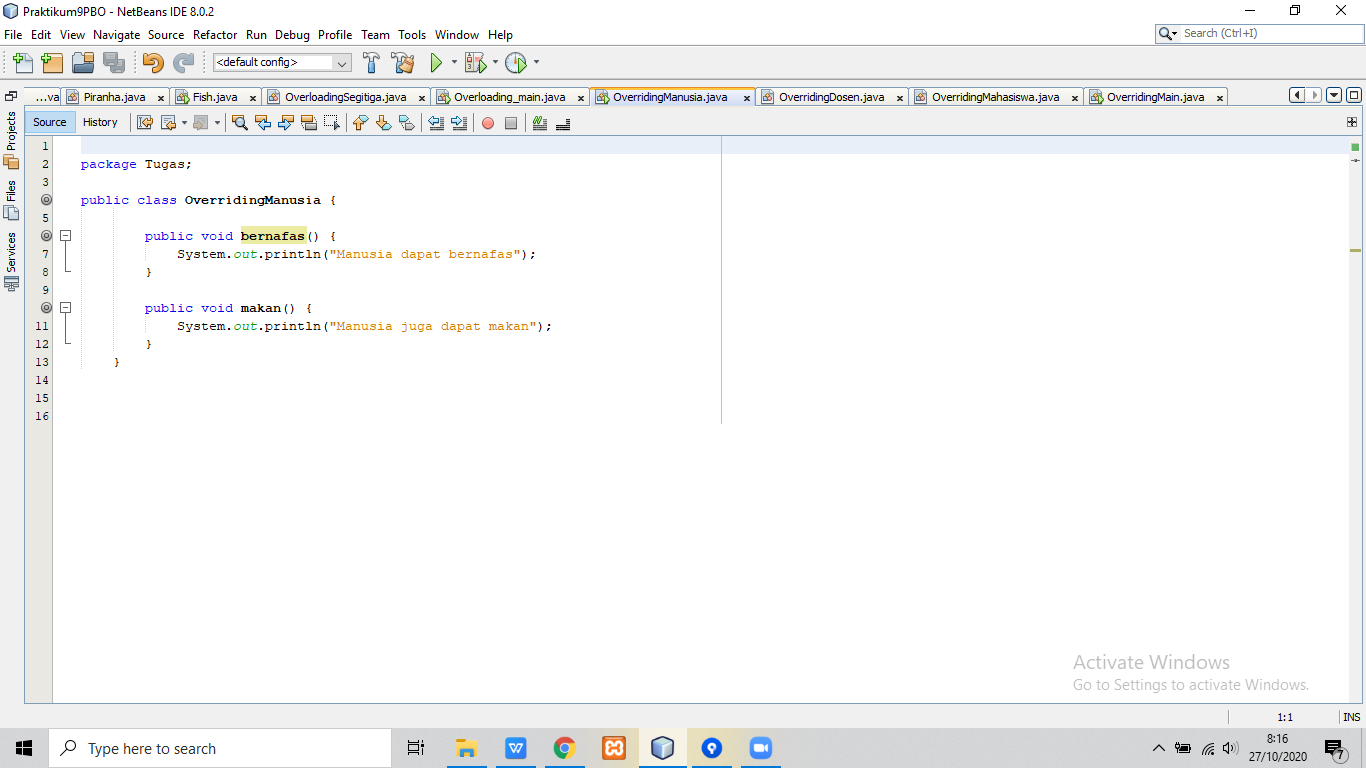 Praktikum9PBO - NetBeans IDE 8.0.2
File Edit View Navigate Source Refactor Run Debug Profile Team Tools Window Help
Search (Ctrl+I)
<default config>
...va Piranha.java Fish.java OverloadingSegitiga.java Overloading_main.java OverridingManusia.java OverridingDosen.java OverridingMahasiswa.java OverridingMain.java
Projects
Files
Services
Source History
1
2 package Tugas;
3
public class OverridingManusia {
5
public void bernafas() {
7 System.out.println("Manusia dapat bernafas");
8 }
9
public void makan() {
11 System.out.println("Manusia juga dapat makan");
12 }
13 }
14
15
16
Activate Windows
Go to Settings to activate Windows.
1:1 INS
Type here to search
8:16
27/10/2020
7